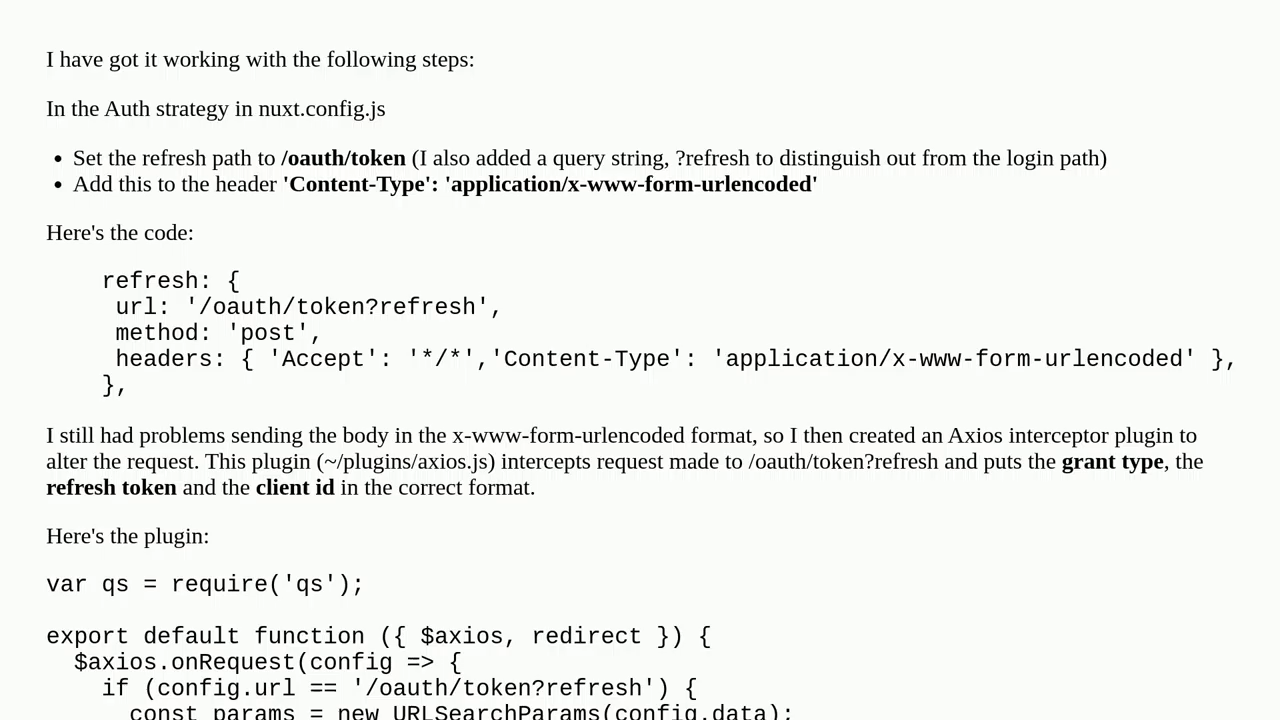 I have got it working with the following steps:
In the Auth strategy in nuxt.config.js
• Set the refresh path to /oauth/token (I also added a query string, ?refresh to distinguish out from the login path)
• Add this to the header 'Content-Type': 'application/x-www-form-urlencoded'
Here's the code:
refresh: {
url: '/oauth/token?refresh',
method: 'post',
headers: { 'Accept': '*/*','Content-Type': 'application/x-www-form-urlencoded' },
},
I still had problems sending the body in the x-www-form-urlencoded format, so I then created an Axios interceptor plugin to
alter the request. This plugin (~/plugins/axios.js) intercepts request made to /oauth/token?refresh and puts the grant type, the
refresh token and the client id in the correct format.
Here's the plugin:
var qs = require('qs');
export default function ({ $axios, redirect }) {
$axios.onRequest(config => {
if (config.url == '/oauth/token?refresh') {
const params = new URLSearchParams(config.data);